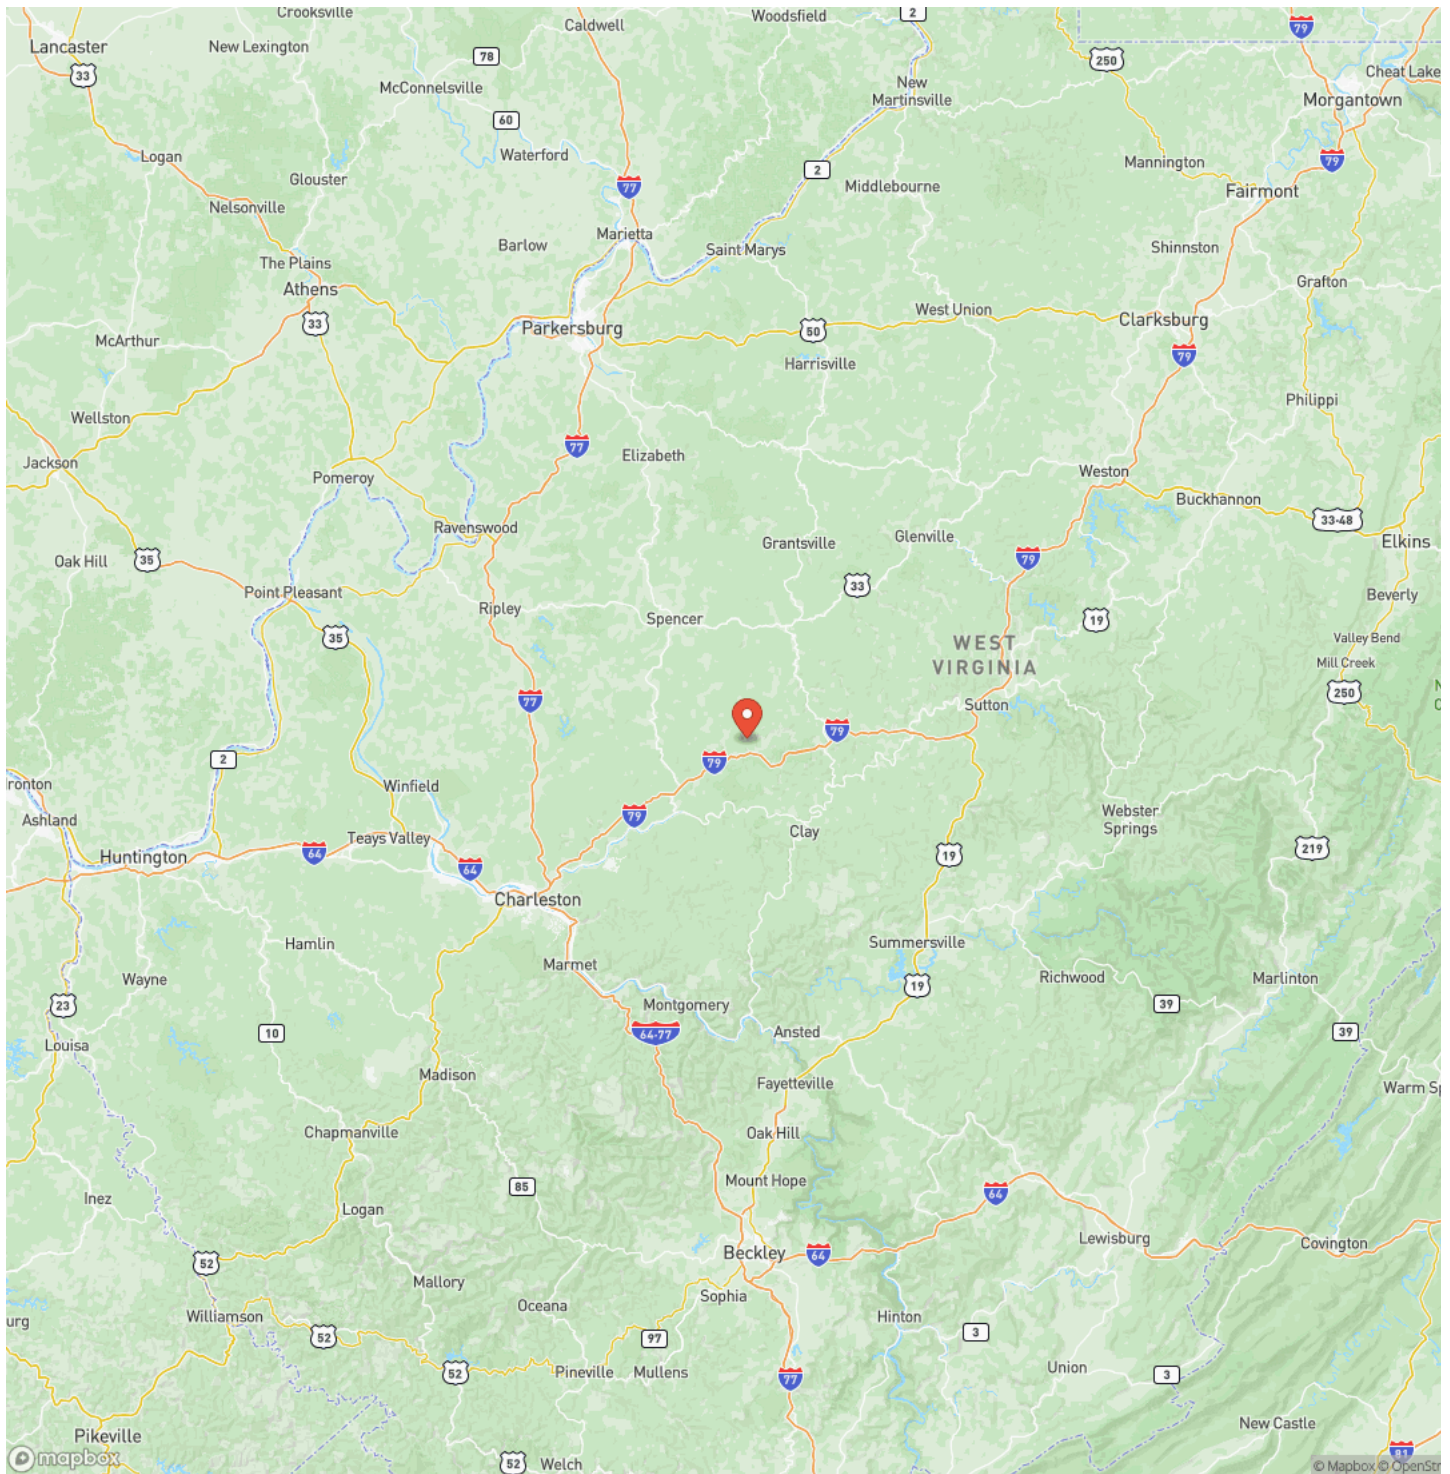 Crooksville
Woodsfield
2
Caldwell
79
Lancaster
New Lexington
78
250
Cheat Lake
33
McConnelsville
New
Martinsville
Morgantown
60
Logan
Waterford
2
Mannington
79
Glouster
77
Middlebourne
Fairmont
Nelsonville
Marietta
Barlow
Saint Marys
Shinnston
The Plains
Athens
Grafton
33
Parkersburg
50
West Union
Clarksburg
McArthur
Harrisville
79
Wellston
Philippi
77
Elizabeth
Jackson
Pomeroy
Weston
Buckhannon
Ravenswood
33-48
Grantsville
Glenville
Elkins
Oak Hill
35
79
33
Point Pleasant
Beverly
Ripley
Spencer
19
35
WEST
VIRGINIA
Valley Bend
Mill Creek
77
Sutton
250
79
2
79
Winfield
Ashland
79
Webster
Springs
Teays Valley
Clay
Huntington
64
64
19
219
Charleston
Hamlin
Summersville
Marmet
Wayne
Richwood
Marlinton
23
19
39
Montgomery
10
64-77
Ansted
39
Louisa
Madison
Fayetteville
Warm Sp
Chapmanville
Oak Hill
85
Mount Hope
64
Inez
Logan
Beckley
64
Lewisburg
Covington
52
Mallory
Sophia
Oceana
Williamson
Hinton
urg
52
97
3
52
Pineville
Mullens
77
Union
3
New Castle
Pikeville
81
mapbox
52
Welch
© Mapbox © OpenStr